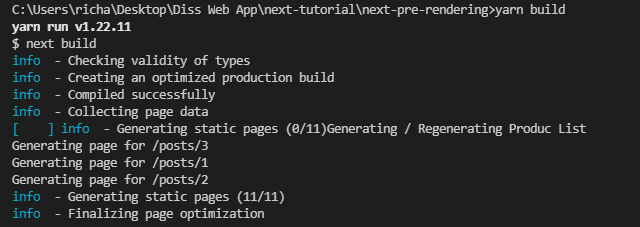 C:\Users\richa\Desktop\Diss Web App\next-tutorial\next-pre-rendering>yarn build
yarn run v1.22.11
$ next build
info  - Checking validity of types
info  - Creating an optimized production build
info  - Compiled successfully
info  - Collecting page data
[    ] info  - Generating static pages (0/11)Generating / Regenerating Produc List
Generating page for /posts/3
Generating page for /posts/1
Generating page for /posts/2
info  - Generating static pages (11/11)
info  - Finalizing page optimization